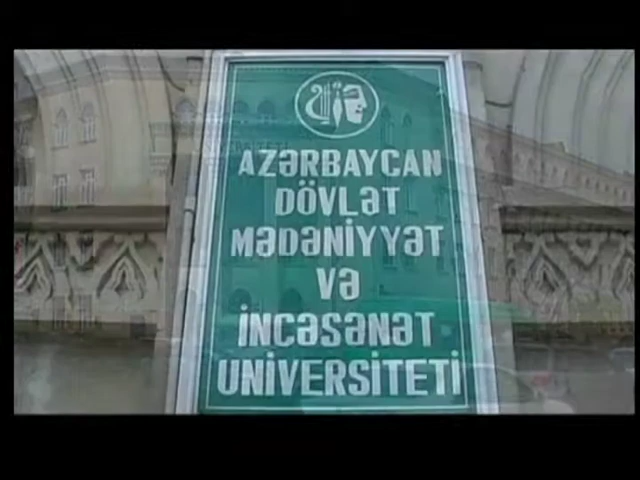 AZƏRBAYCAN
DÖVLƏT
MƏDƏNİYYƏT
VƏ
İNCƏSƏNƏT
UNİVERSİTETİ